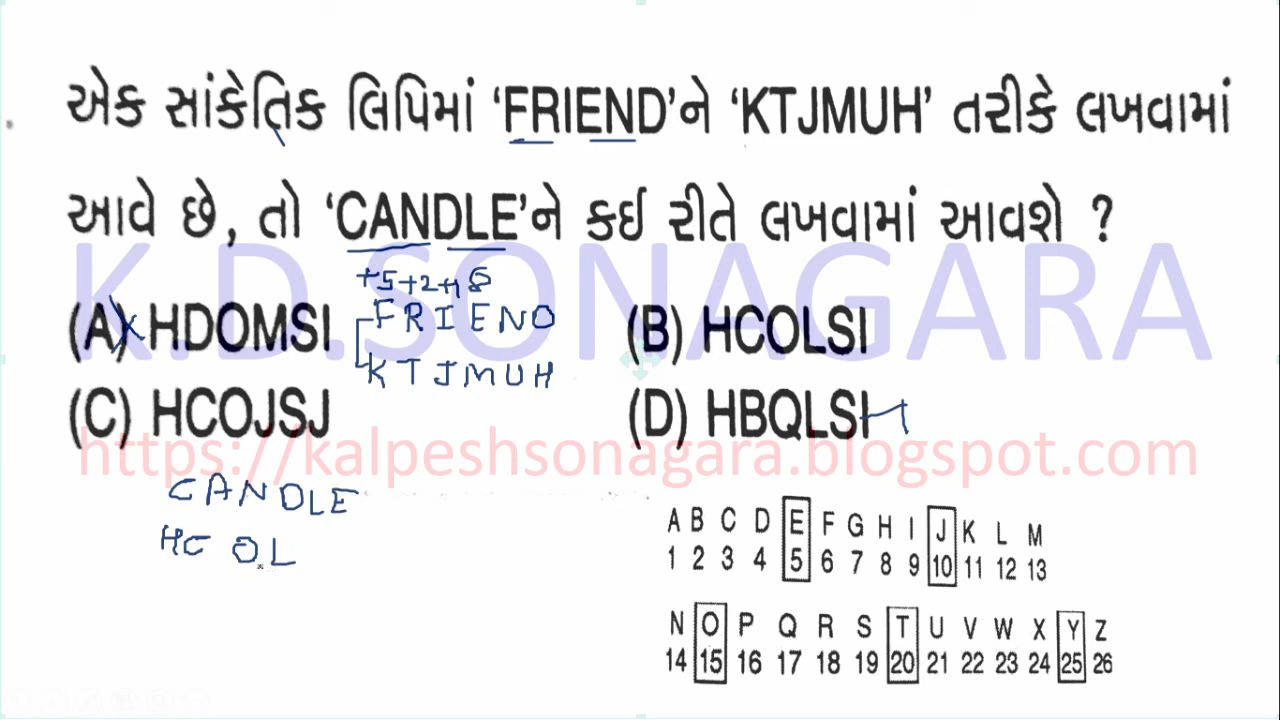 એક સાંકેતિક લિપિમાં ‘FRIEND’ને ‘KTJMUH’ તરીકે લખવામાં
આવે છે, તો ‘CANDLE’ને કઈ રીતે લખવામાં આવશે ?
K.D.SONAGARA
+5+2+1 8
(A) HDOMSI
FRIEND
(B) HCOLSI
KTJMUH
(C) HCOJSJ
(D) HBQLSI
https://kalpeshsonagara.blogspot.com
CANDLE
HC OL
A B C D E F G H I J K L M
1 2 3 4 5 6 7 8 9 10 11 12 13
N O P Q R S T U V W X Y Z
14 15 16 17 18 19 20 21 22 23 24 25 26